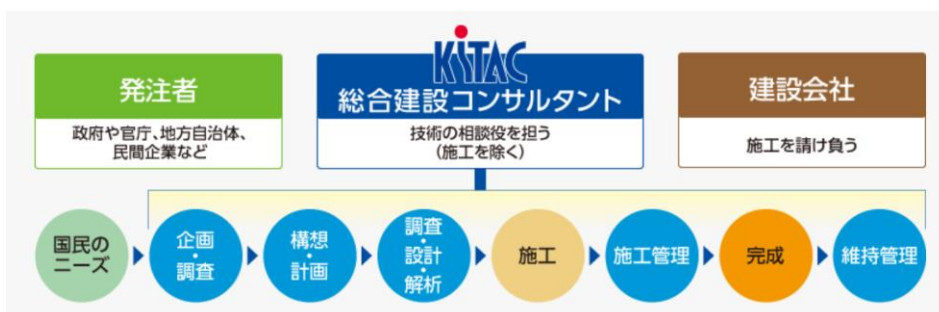 KiTAC
発注者
総合建設コンサルタント
建設会社
政府や官庁、地方自治体、
民間企業など
技術の相談役を担う
(施工を除く)
施工を請け負う
国民の
ニーズ
企画
・
調査
構想
・
計画
調査
・
設計
・
解析
施工
施工管理
完成
維持管理